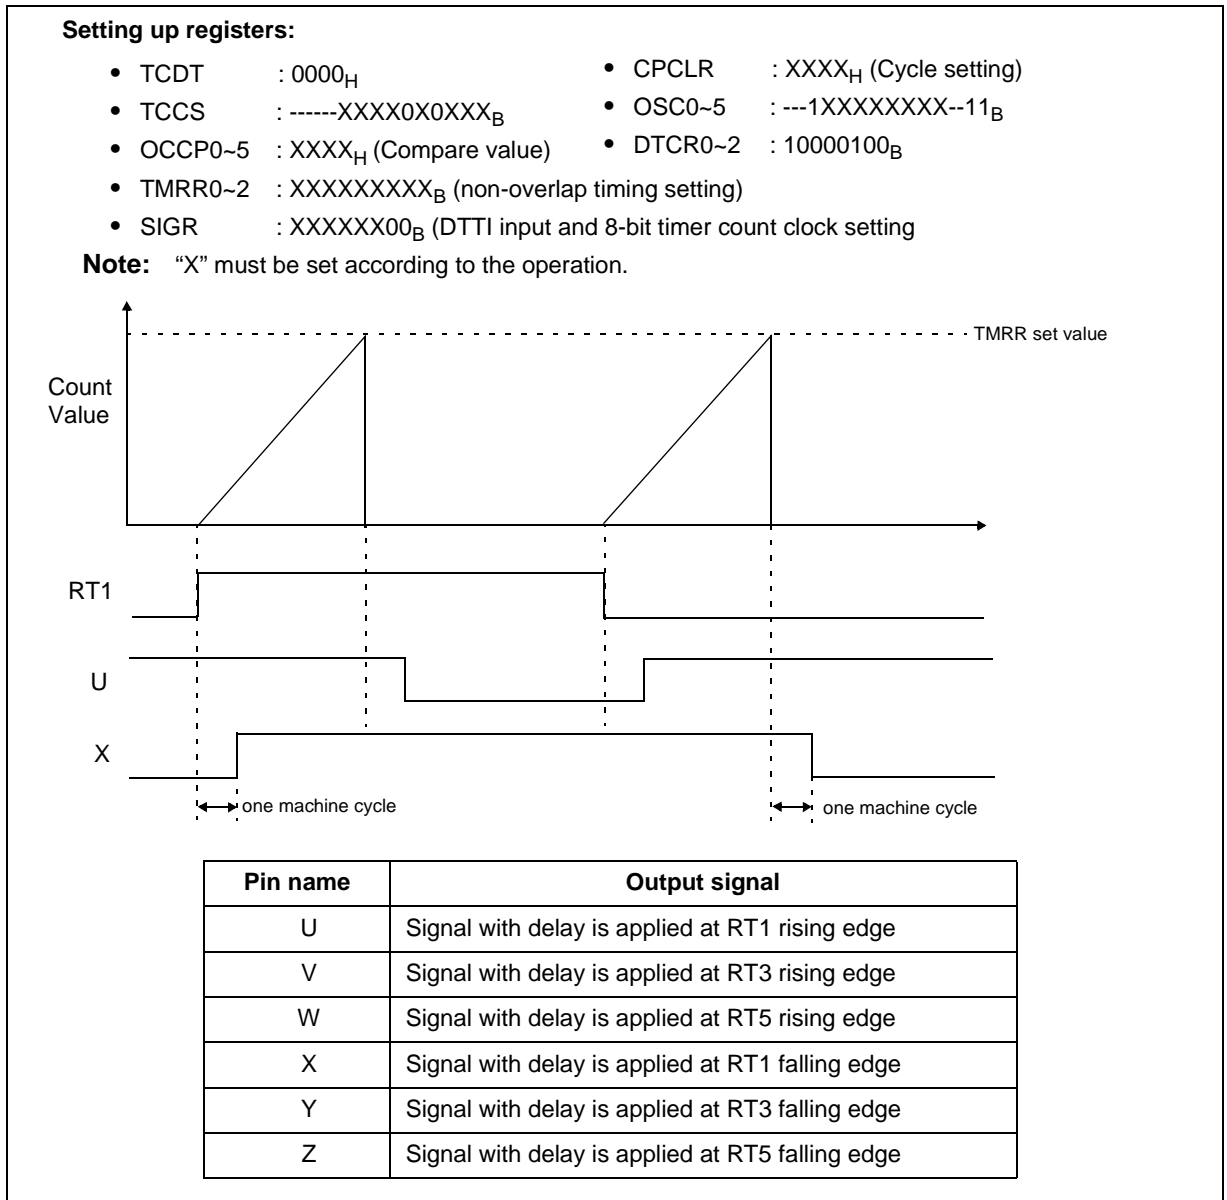 Setting up registers:
• TCDT : 0000H
• CPCLR : XXXXH (Cycle setting)
• TCCS : ------XXXX0X0XXXB
• OSC0~5 : ---1XXXXXXXX--11B
• OCCP0~5 : XXXXH (Compare value)
• DTCR0~2 : 10000100B
• TMRR0~2 : XXXXXXXXXB (non-overlap timing setting)
• SIGR : XXXXXX00B (DTTI input and 8-bit timer count clock setting
Note: “X” must be set according to the operation.
TMRR set value
Count
Value
RT1
U
X
one machine cycle
one machine cycle
Pin name Output signal
U Signal with delay is applied at RT1 rising edge
V Signal with delay is applied at RT3 rising edge
W Signal with delay is applied at RT5 rising edge
X Signal with delay is applied at RT1 falling edge
Y Signal with delay is applied at RT3 falling edge
Z Signal with delay is applied at RT5 falling edge